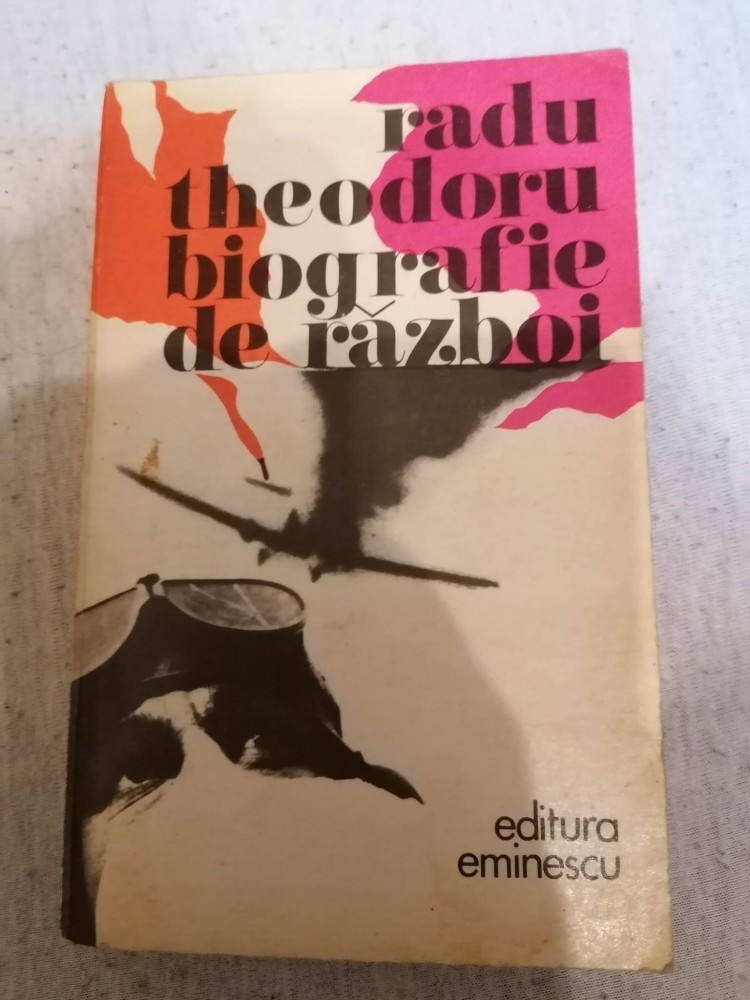 radu
theodoru
biografie
de război
editura
eminescu